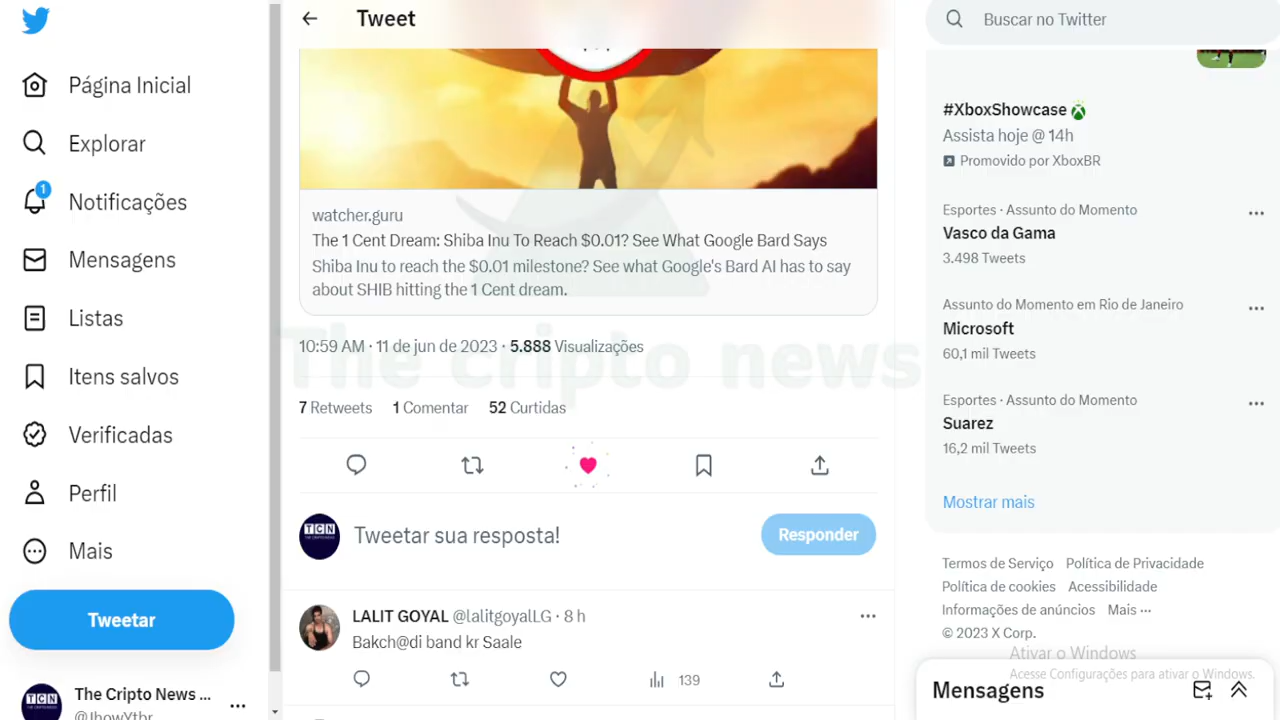 Tweet
Buscar no Twitter
Página Inicial
Explorar
1
Notificações
Mensagens
Listas
Itens salvos
Verificadas
Perfil
Mais
Tweetar
TCN
The Cripto News ...
@JhowYtbr
watcher.guru
The 1 Cent Dream: Shiba Inu To Reach $0.01? See What Google Bard Says
Shiba Inu to reach the $0.01 milestone? See what Google's Bard AI has to say
about SHIB hitting the 1 Cent dream.
The cripto news
10:59 AM · 11 de jun de 2023 · 5.888 Visualizações
7 Retweets 1 Comentar 52 Curtidas
TCN
Tweetar sua resposta!
Responder
LALIT GOYAL @lalitgoyalLG · 8 h
Bakch@di band kr Saale
139
#XboxShowcase
Assista hoje @ 14h
Promovido por XboxBR
Esportes · Assunto do Momento
Vasco da Gama
3.498 Tweets
Assunto do Momento em Rio de Janeiro
Microsoft
60,1 mil Tweets
Esportes · Assunto do Momento
Suarez
16,2 mil Tweets
Mostrar mais
Termos de Serviço Política de Privacidade
Política de cookies Acessibilidade
Informações de anúncios Mais ···
© 2023 X Corp.
Ativar o Windows
Acesse Configurações para ativar o Windows.
Mensagens